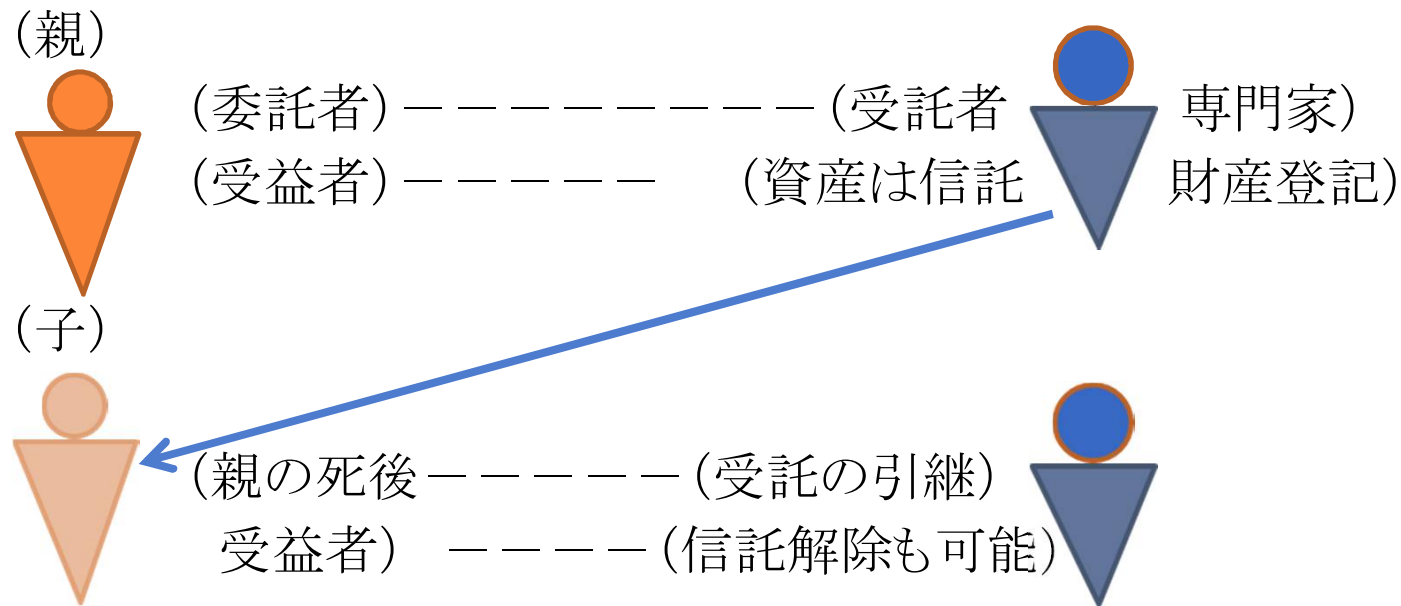 (親)
(委託者)－－－－－－－－(受託者 専門家)
(受益者)－－－－－ (資産は信託 財産登記)
(子)
(親の死後－－－－－(受託の引継)
受益者) －－－－(信託解除も可能)